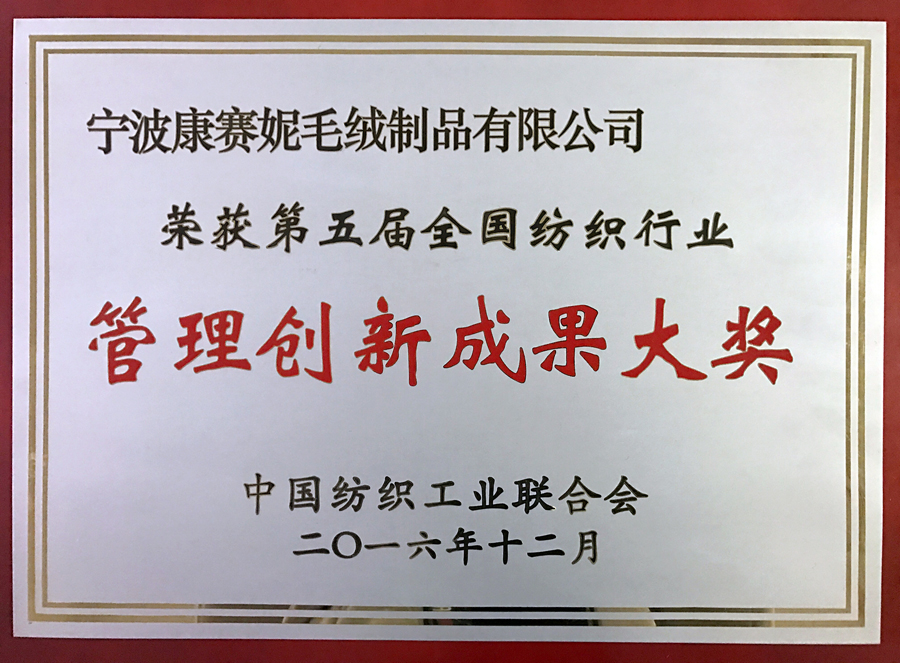 宁波康赛妮毛绒制品有限公司
荣获第五届全国纺织行业
管理创新成果大奖
中国纺织工业联合会
二〇一六年十二月